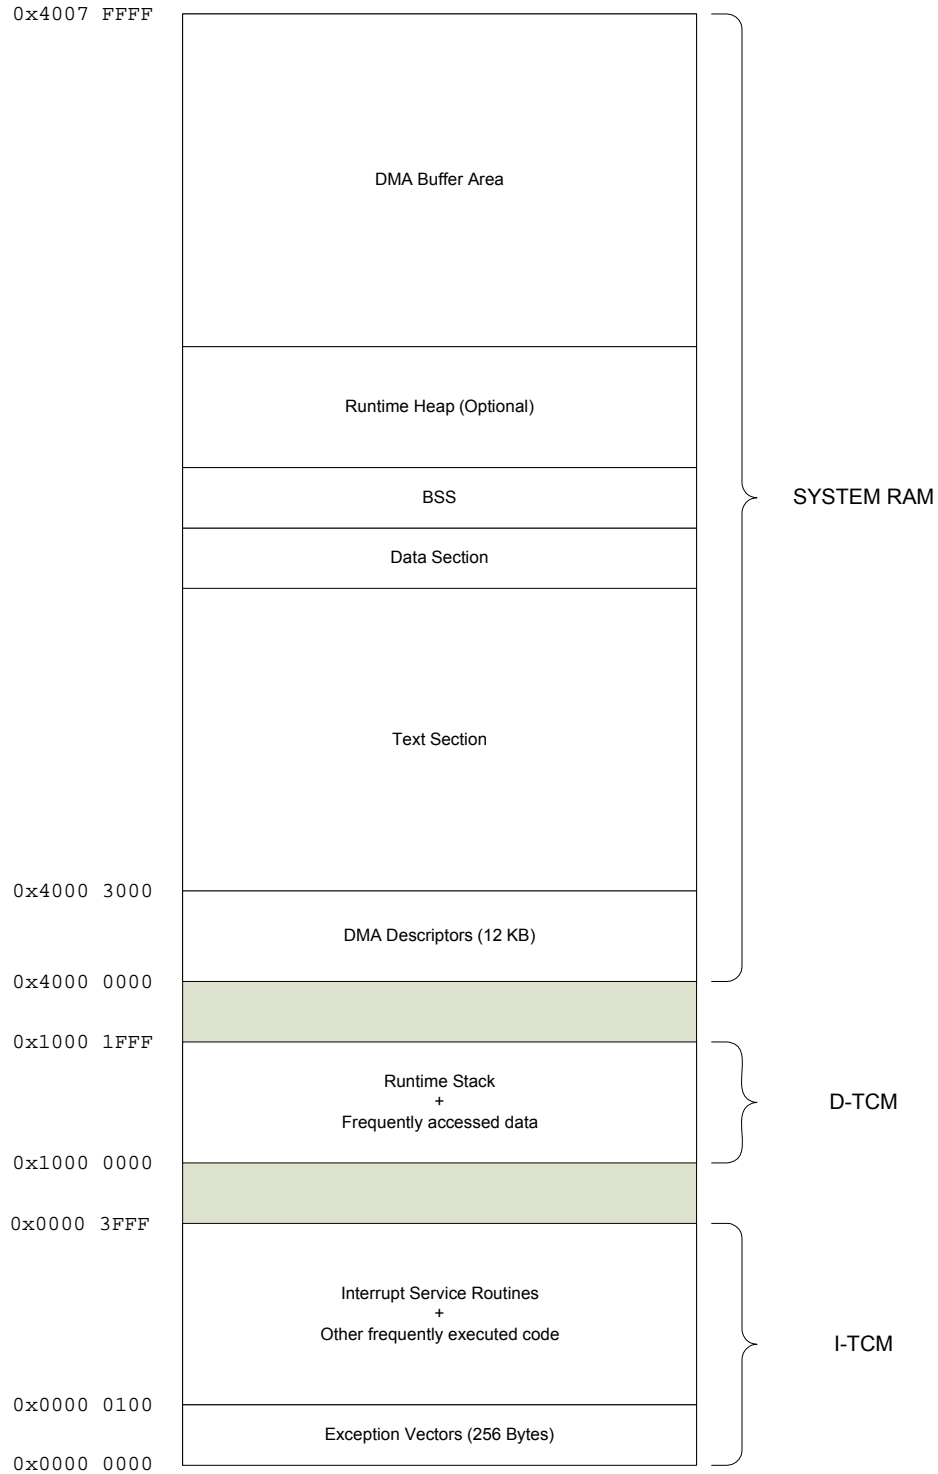 0x4007 FFFF
DMA Buffer Area
Runtime Heap (Optional)
BSS
SYSTEM RAM
Data Section
Text Section
0x4000 3000
DMA Descriptors (12 KB)
0x4000 0000
0x1000 1FFF
Runtime Stack
+
Frequently accessed data
D-TCM
0x1000 0000
0x0000 3FFF
Interrupt Service Routines
+
Other frequently executed code
I-TCM
0x0000 0100
Exception Vectors (256 Bytes)
0x0000 0000